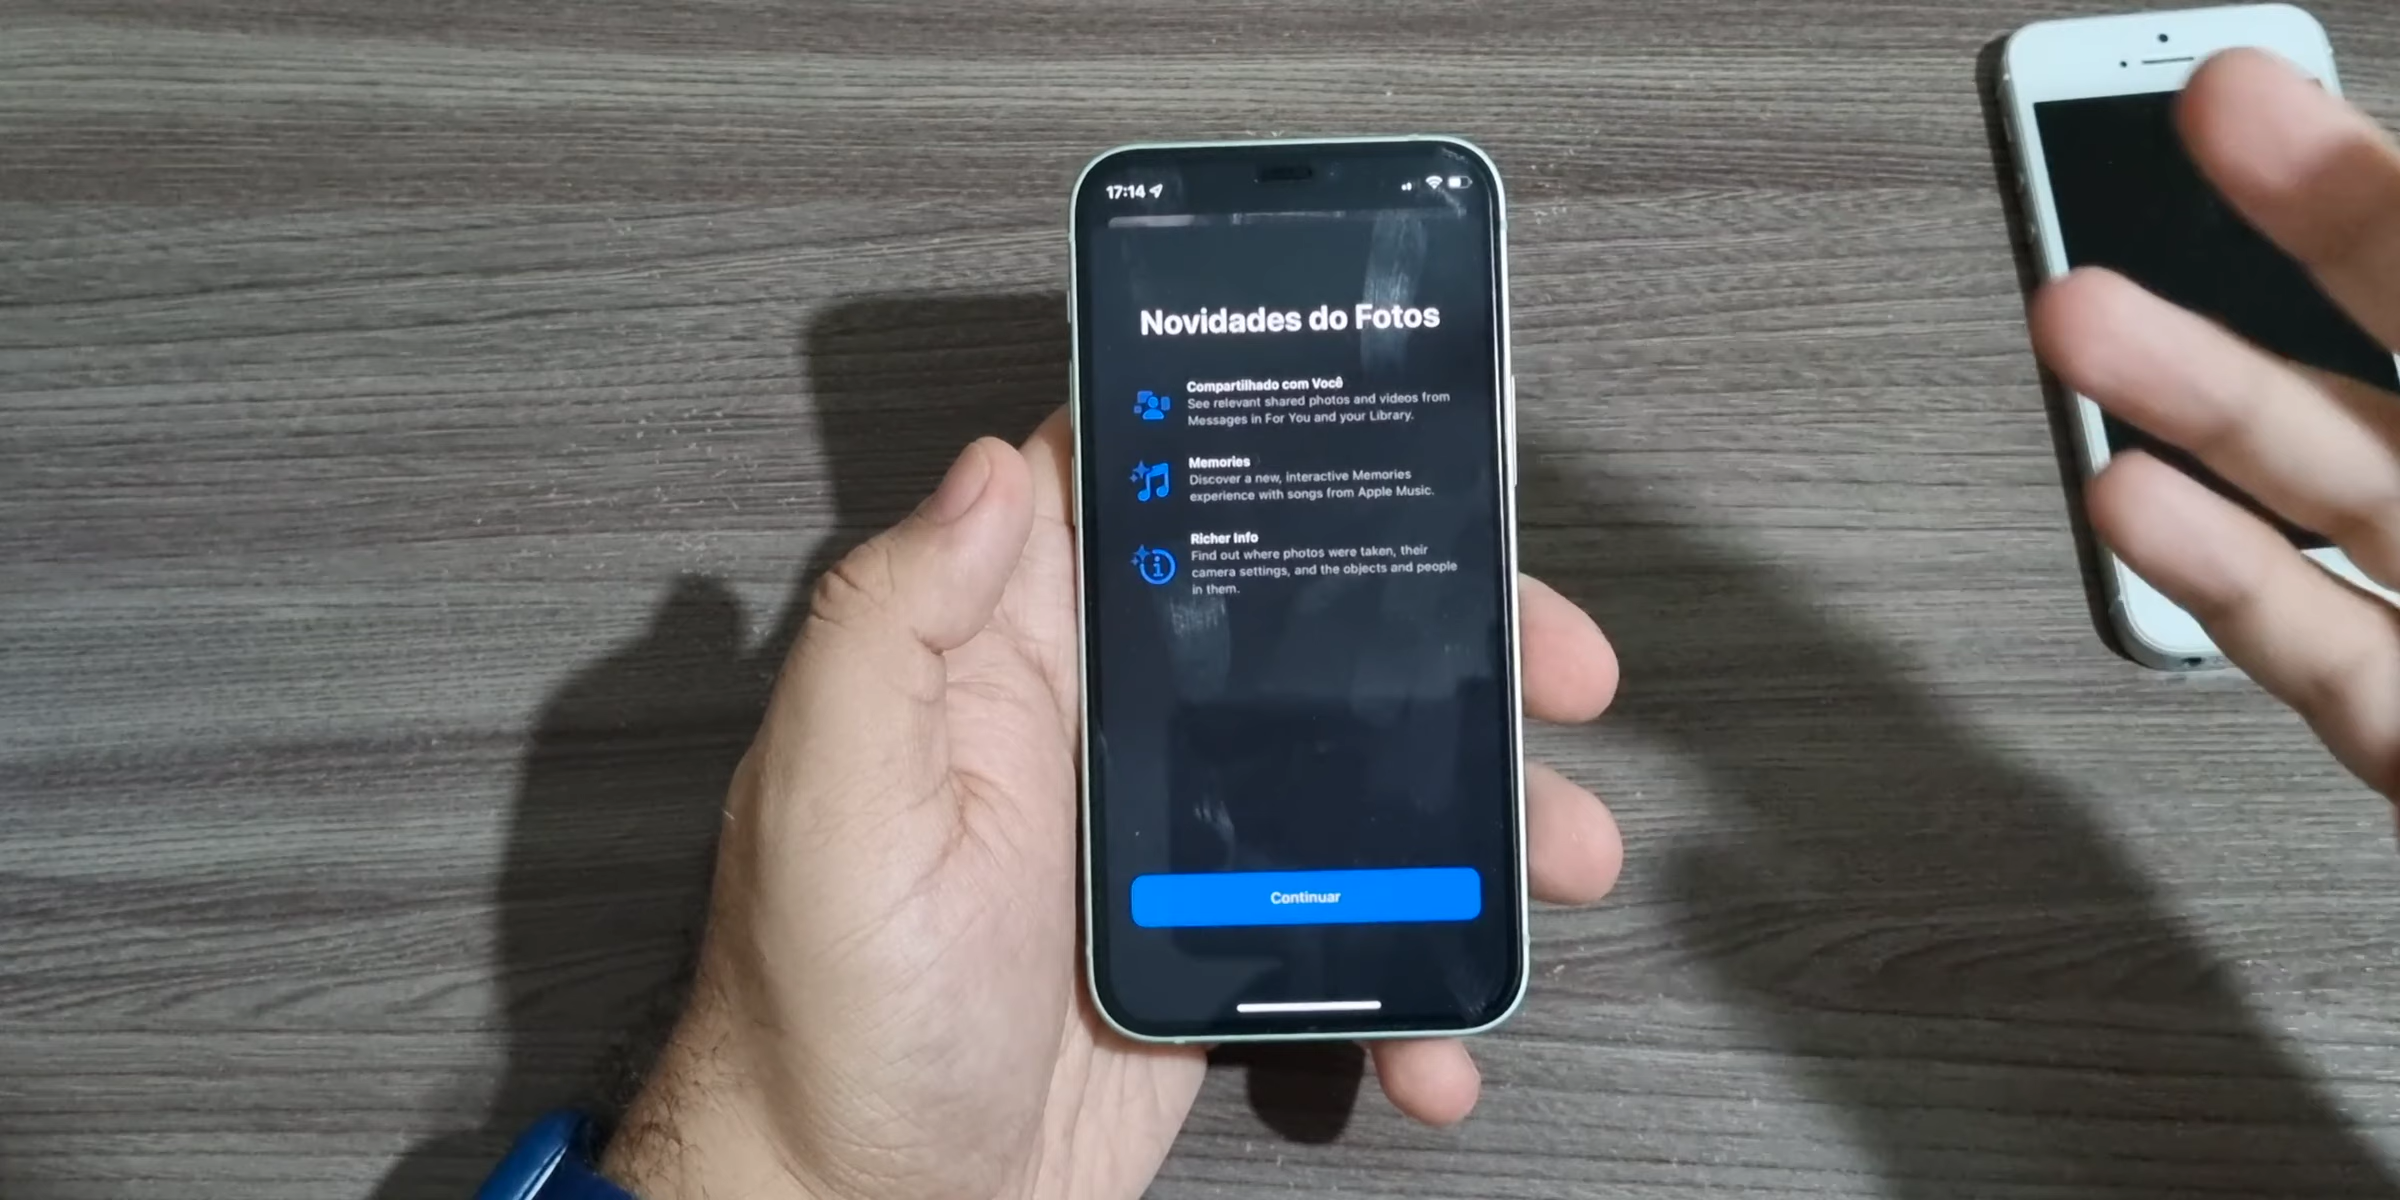 17:14
Novidades do Fotos
Compartilhado com Você
See relevant shared photos and videos from
Messages in For You and your Library.
Memories
Discover a new, interactive Memories
experience with songs from Apple Music.
Richer Info
Find out where photos were taken, their
camera settings, and the objects and people
in them.
Continuar